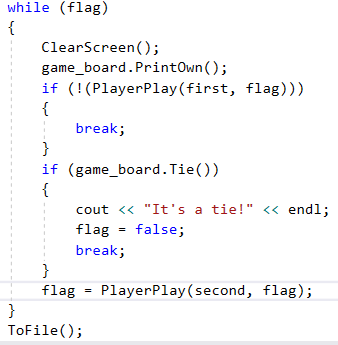 while (flag)
{
ClearScreen();
game_board.PrintOwn();
if (!(PlayerPlay(first, flag)))
{
break;
}
if (game_board.Tie())
{
cout << "It's a tie!" << endl;
flag = false;
break;
}
flag = PlayerPlay(second, flag);
}
ToFile();